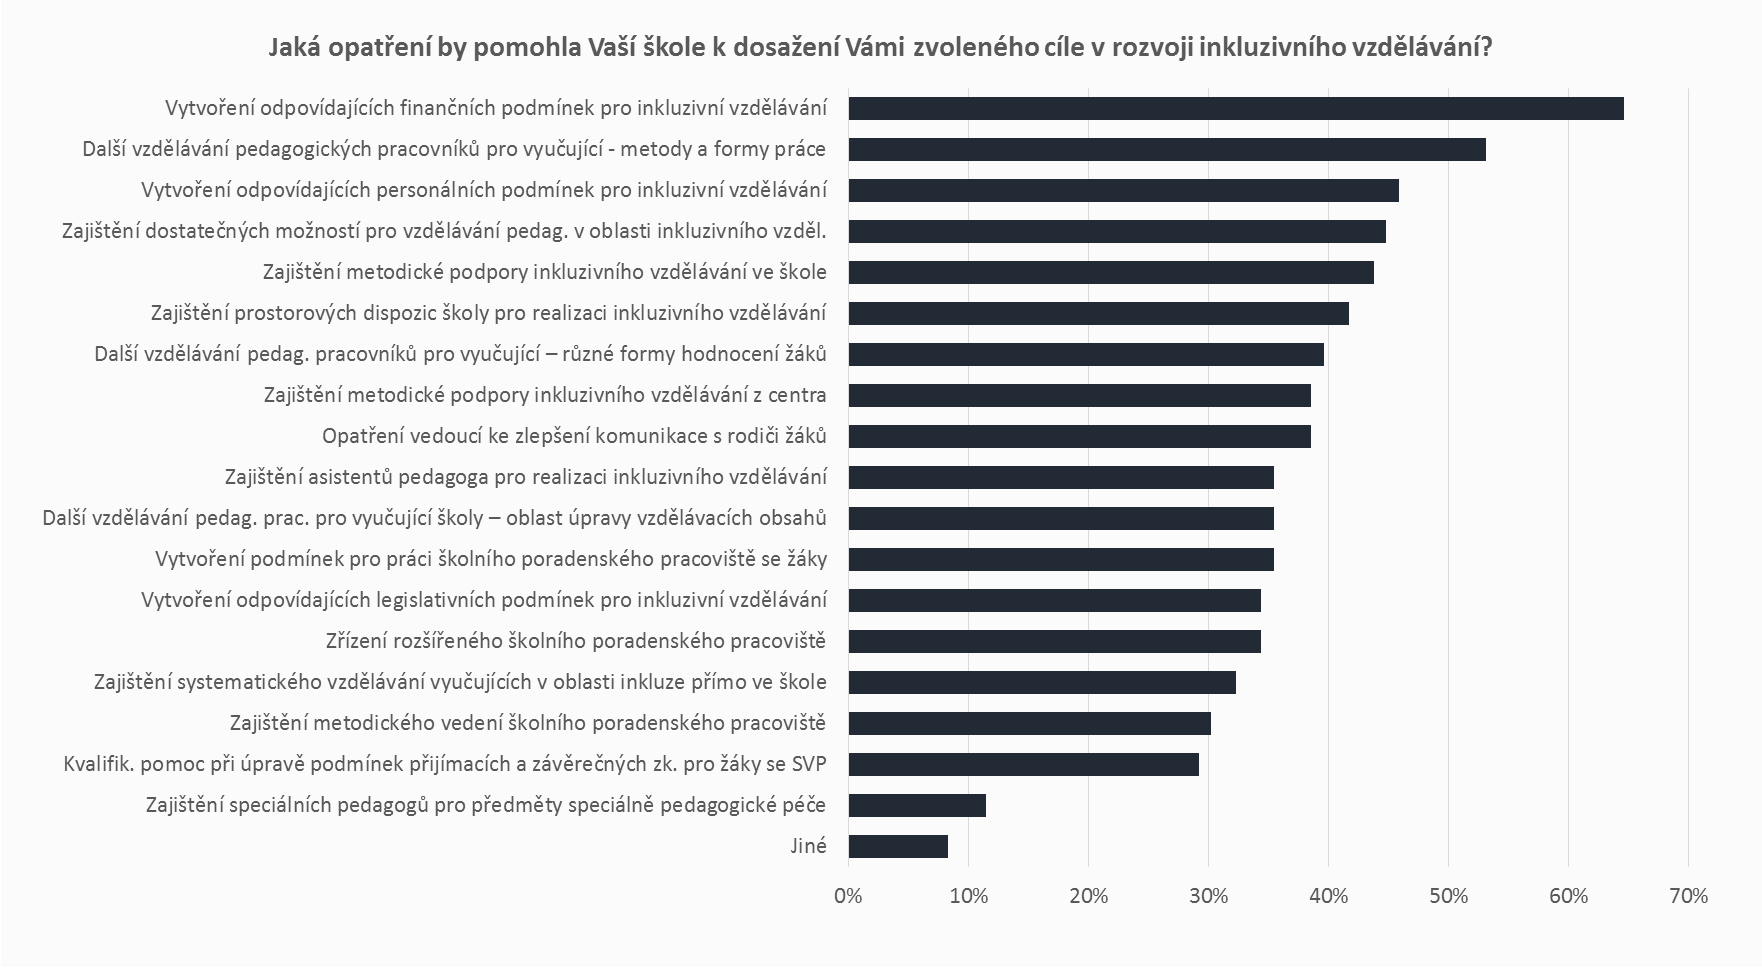 Jaká opatření by pomohla Vaší škole k dosažení Vámi zvoleného cíle v rozvoji inkluzivního vzdělávání?
Vytvoření odpovídajících finančních podmínek pro inkluzivní vzdělávání
Další vzdělávání pedagogických pracovníků pro vyučující - metody a formy práce
Vytvoření odpovídajících personálních podmínek pro inkluzivní vzdělávání
Zajištění dostatečných možností pro vzdělávání pedag. v oblasti inkluzivního vzděl.
Zajištění metodické podpory inkluzivního vzdělávání ve škole
Zajištění prostorových dispozic školy pro realizaci inkluzivního vzdělávání
Další vzdělávání pedag. pracovníků pro vyučující – různé formy hodnocení žáků
Zajištění metodické podpory inkluzivního vzdělávání z centra
Opatření vedoucí ke zlepšení komunikace s rodiči žáků
Zajištění asistentů pedagoga pro realizaci inkluzivního vzdělávání
Další vzdělávání pedag. prac. pro vyučující školy – oblast úpravy vzdělávacích obsahů
Vytvoření podmínek pro práci školního poradenského pracoviště se žáky
Vytvoření odpovídajících legislativních podmínek pro inkluzivní vzdělávání
Zřízení rozšířeného školního poradenského pracoviště
Zajištění systematického vzdělávání vyučujících v oblasti inkluze přímo ve škole
Zajištění metodického vedení školního poradenského pracoviště
Kvalifik. pomoc při úpravě podmínek přijímacích a závěrečných zk. pro žáky se SVP
Zajištění speciálních pedagogů pro předměty speciálně pedagogické péče
Jiné
0% 10% 20% 30% 40% 50% 60% 70%